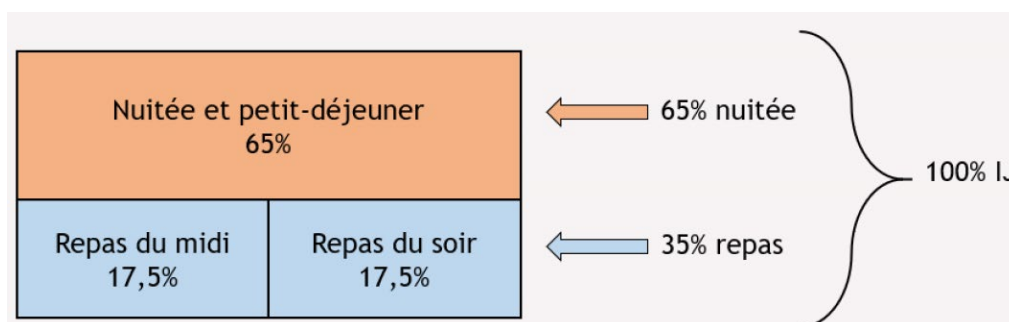 Nuitée et petit-déjeuner
65%
65% nuitée
100% IJ
Repas du midi
17,5%
Repas du soir
17,5%
35% repas